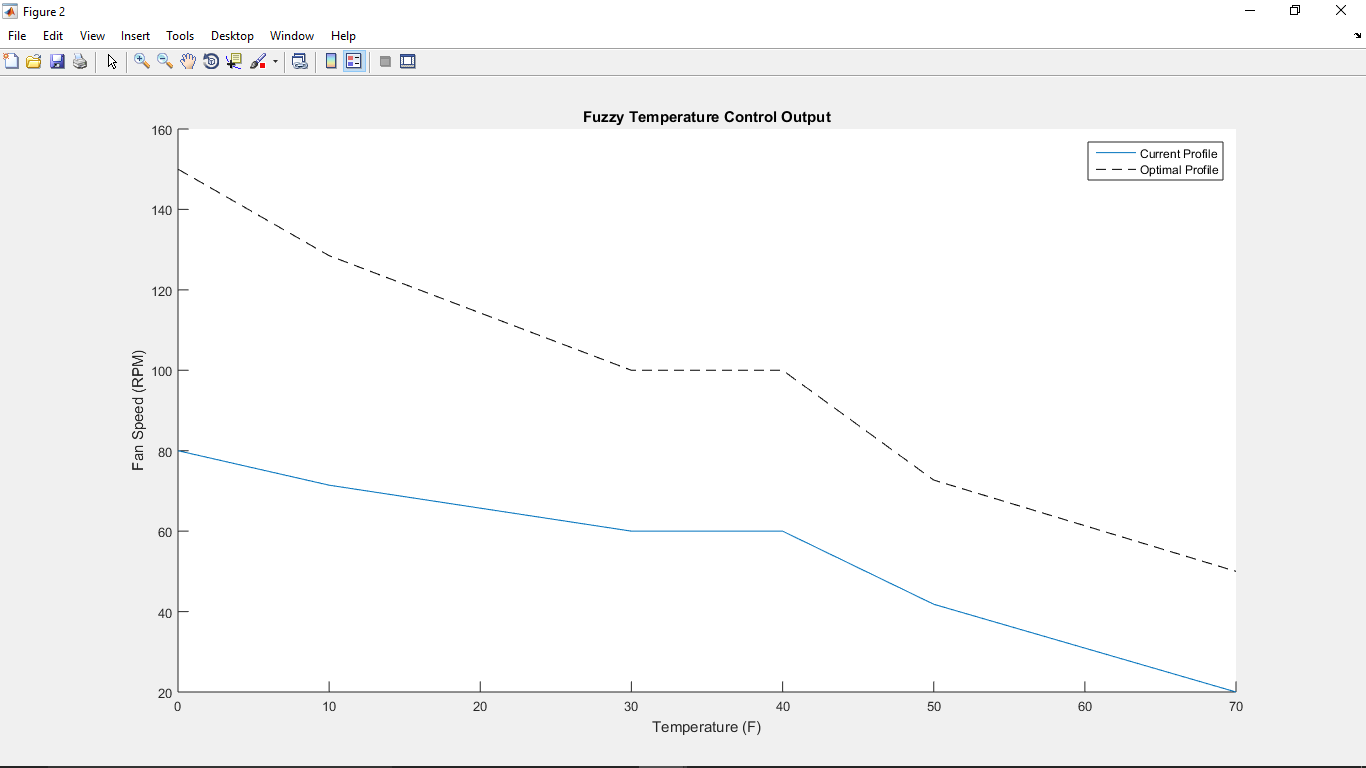 Figure 2
File Edit View Insert Tools Desktop Window Help
Fuzzy Temperature Control Output
Current Profile
Optimal Profile
160
140
120
100
80
60
40
20
Fan Speed (RPM)
0 10 20 30 40 50 60 70
Temperature (F)